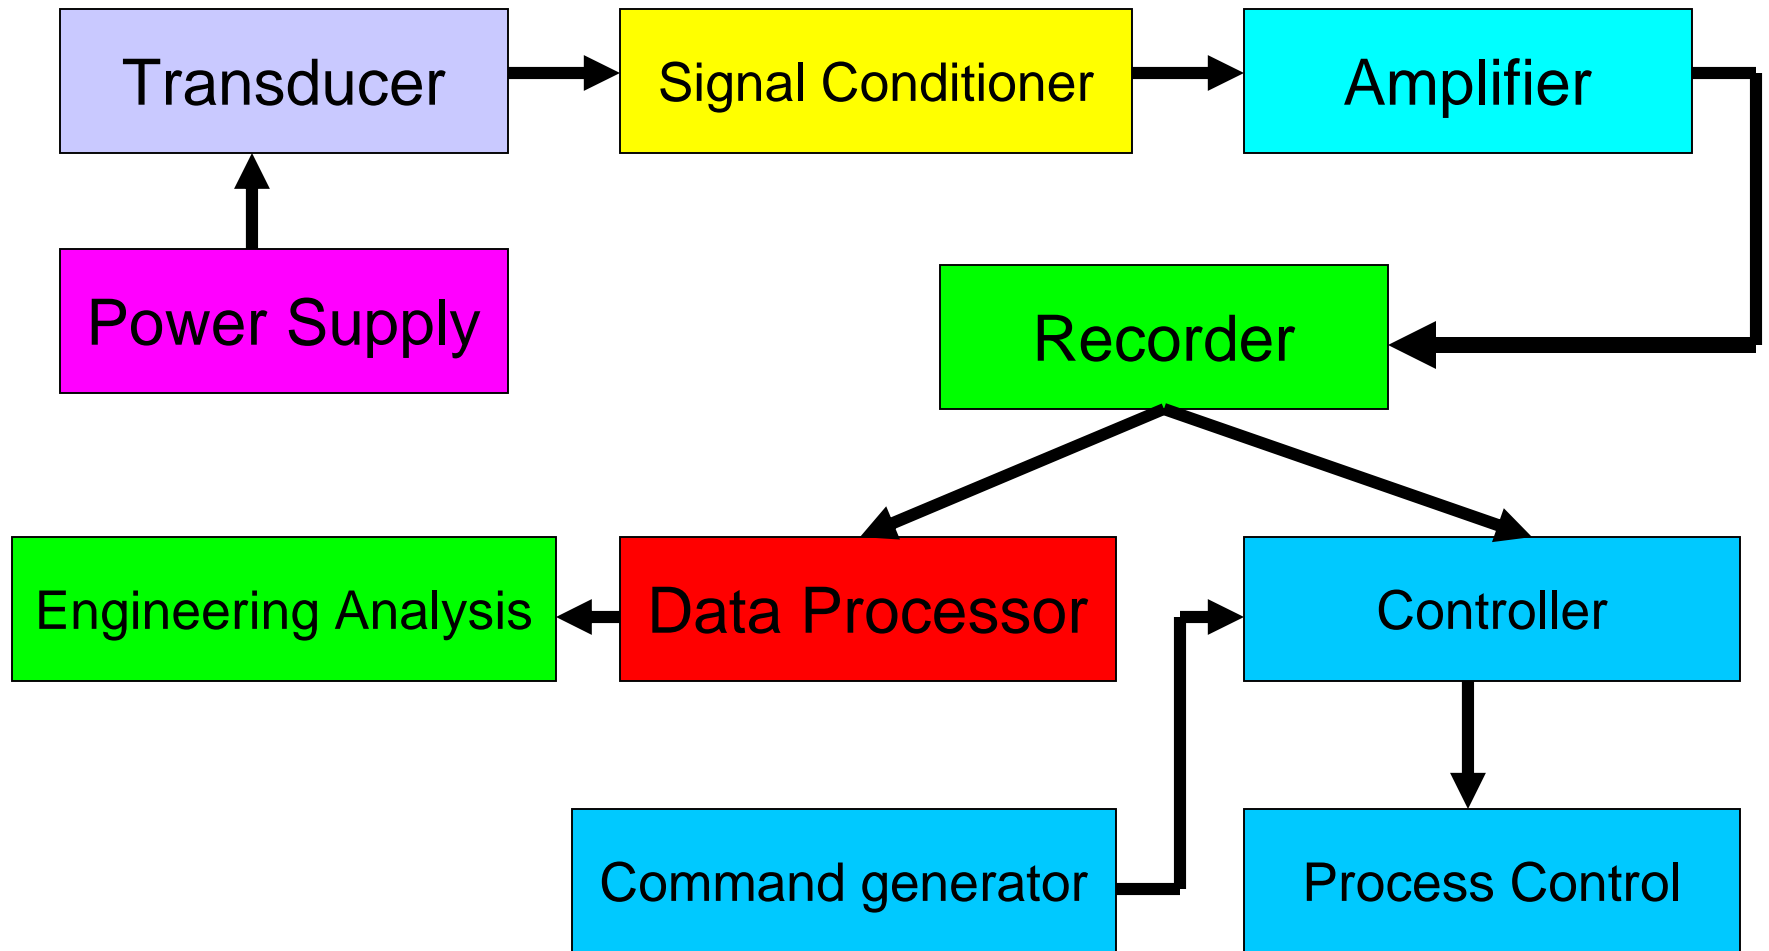 Transducer
Signal Conditioner
Amplifier
Power Supply
Recorder
Engineering Analysis
Data Processor
Controller
Command generator
Process Control